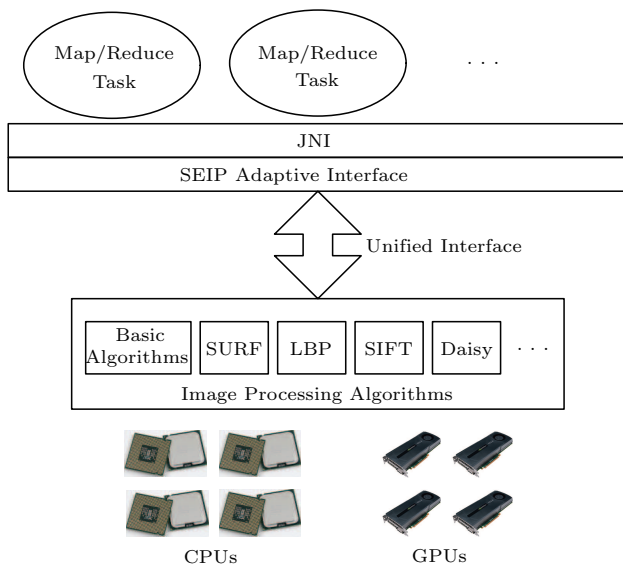 Map/Reduce
Task
Map/Reduce
Task
. . .
JNI
SEIP Adaptive Interface
Unified Interface
Basic
Algorithms
SURF
LBP
SIFT
Daisy
. . .
Image Processing Algorithms
CPUs
GPUs